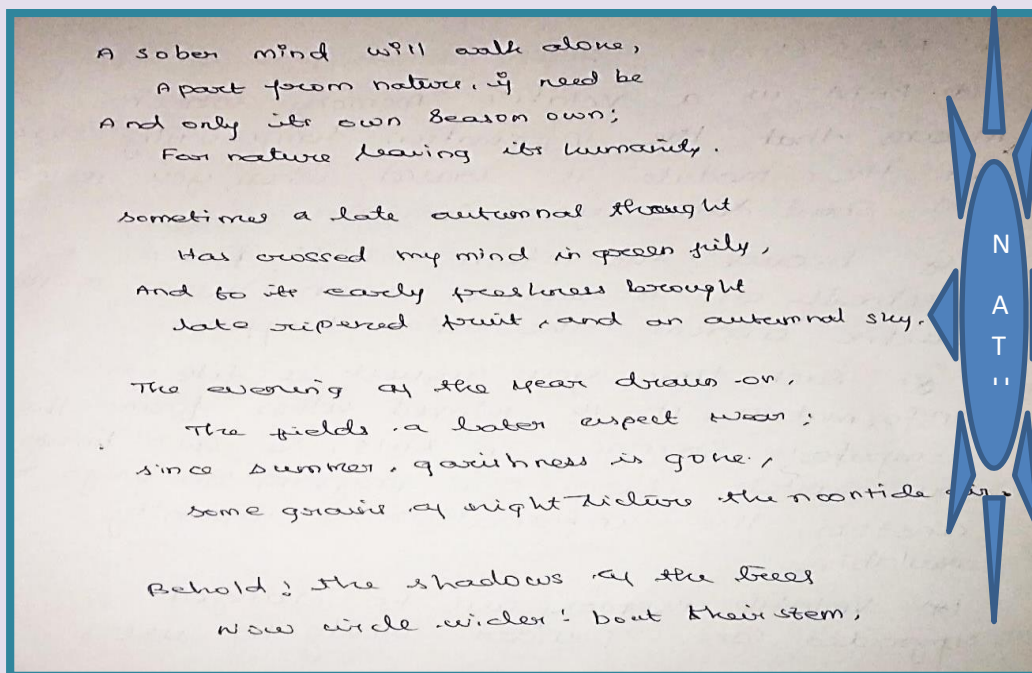 A sober mind will walk alone,
Apart from nature, if need be
And only its own Season own;
For nature leaving its humanity.
sometimes a late autumnal thought
Has crossed my mind in green july,
And to its early freshness brought
late ripened fruit, and an autumnal sky.
The evening of the year draws on,
The fields a later aspect wear;
since summer, garishness is gone,
some grains of night tincture the noontide air.
Behold; the shadows of the trees
Now circle wider 'bout their stem,
N
A
T